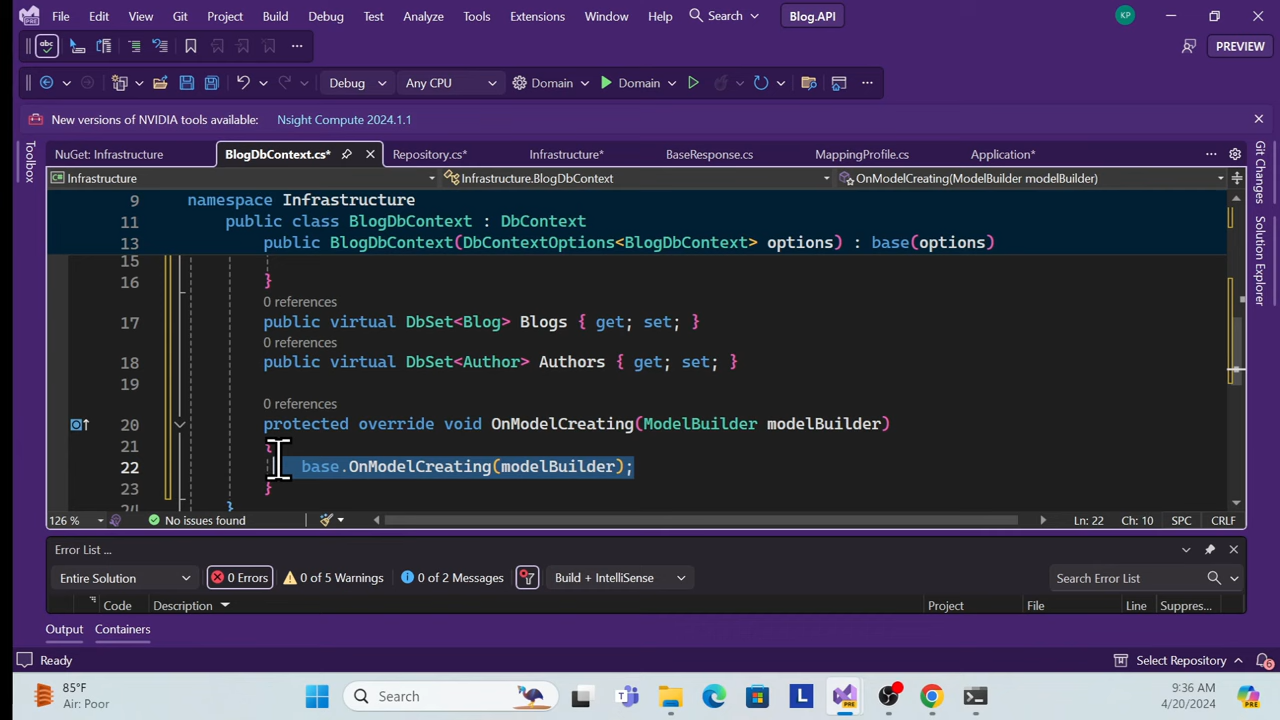 File Edit View Git Project Build Debug Test Analyze Tools Extensions Window Help Search Blog.API KP
PREVIEW
Debug Any CPU Domain Domain
New versions of NVIDIA tools available: Nsight Compute 2024.1.1
Toolbox
NuGet: Infrastructure BlogDbContext.cs* Repository.cs* Infrastructure* BaseResponse.cs MappingProfile.cs Application*
Infrastructure Infrastructure.BlogDbContext OnModelCreating(ModelBuilder modelBuilder)
9 namespace Infrastructure
11 public class BlogDbContext : DbContext
13 public BlogDbContext(DbContextOptions<BlogDbContext> options) : base(options)
15
16 }
0 references
17 public virtual DbSet<Blog> Blogs { get; set; }
0 references
18 public virtual DbSet<Author> Authors { get; set; }
19
0 references
20 protected override void OnModelCreating(ModelBuilder modelBuilder)
21 {
22 base.OnModelCreating(modelBuilder);
23 }
24 }
Git Changes
Solution Explorer
126 % No issues found Ln: 22 Ch: 10 SPC CRLF
Error List ...
Entire Solution 0 Errors 0 of 5 Warnings 0 of 2 Messages Build + IntelliSense Search Error List
Code Description Project File Line Suppres...
Output Containers
Ready Select Repository 6
85°F
Air: Poor
Search
L
PRE
9:36 AM
4/20/2024
PRE